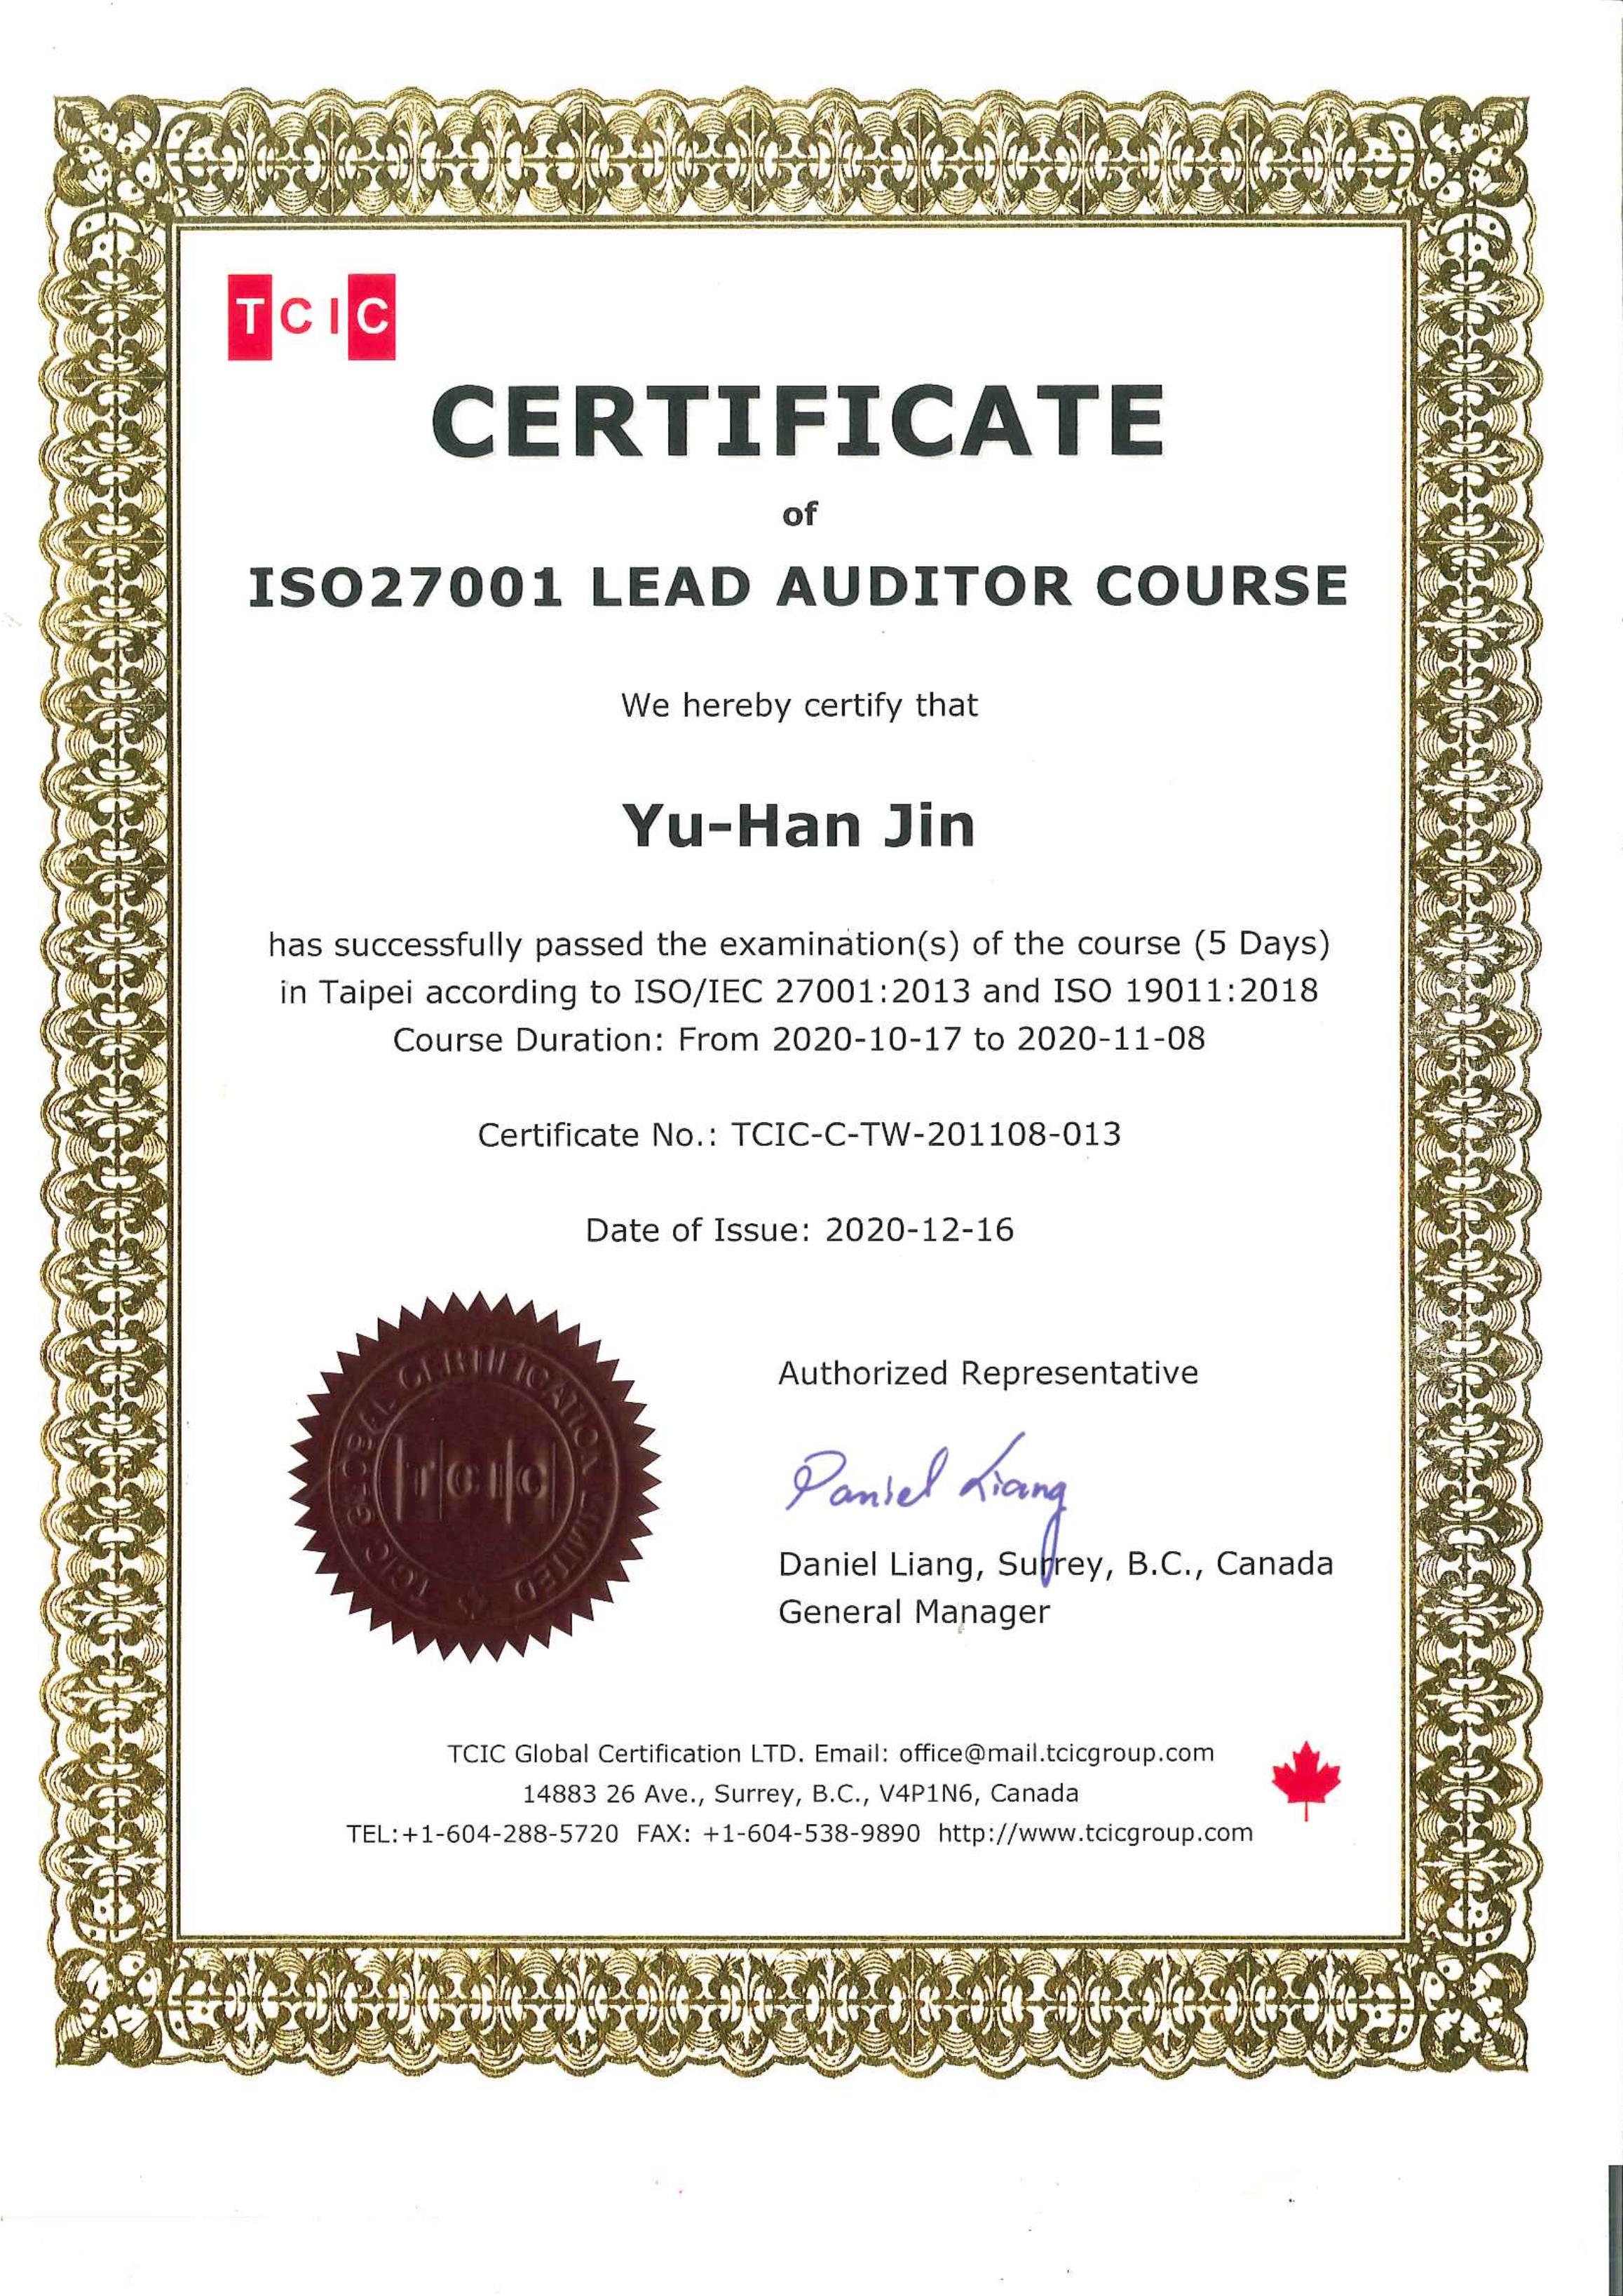 TCIC
CERTIFICATE
of
ISO27001 LEAD AUDITOR COURSE
We hereby certify that
Yu-Han Jin
has successfully passed the examination(s) of the course (5 Days)
in Taipei according to ISO/IEC 27001:2013 and ISO 19011:2018
Course Duration: From 2020-10-17 to 2020-11-08
Certificate No.: TCIC-C-TW-201108-013
Date of Issue: 2020-12-16
TCIC GLOBAL CERTIFICATION LIMITED
TCIC
Authorized Representative
Daniel Liang
Daniel Liang, Surrey, B.C., Canada
General Manager
TCIC Global Certification LTD. Email: office@mail.tcicgroup.com
14883 26 Ave., Surrey, B.C., V4P1N6, Canada
TEL:+1-604-288-5720 FAX: +1-604-538-9890 http://www.tcicgroup.com